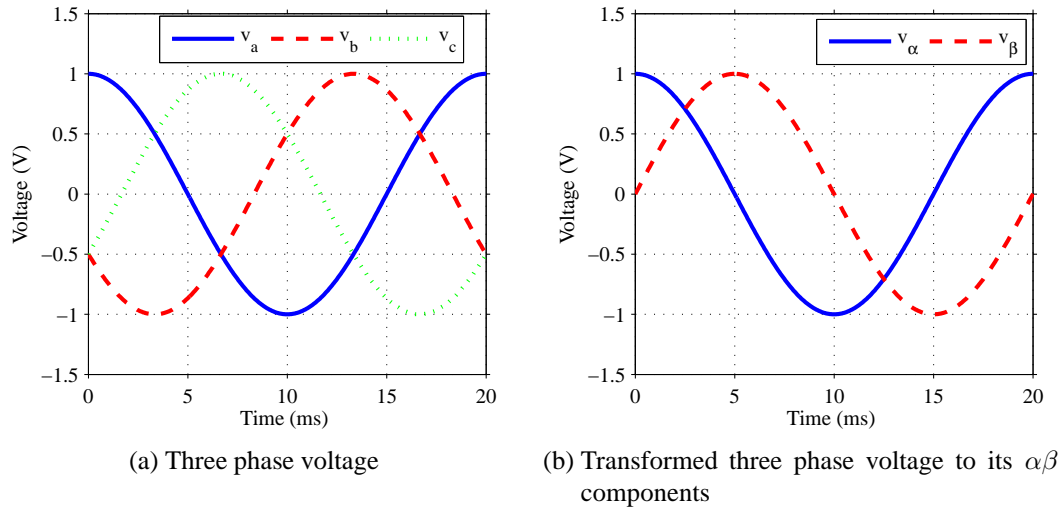 v_a v_b v_c
1.5
1
0.5
0
−0.5
−1
−1.5
Voltage (V)
0 5 10 15 20
Time (ms)
(a) Three phase voltage
v_α v_β
1.5
1
0.5
0
−0.5
−1
−1.5
Voltage (V)
0 5 10 15 20
Time (ms)
(b) Transformed three phase voltage to its αβ
components